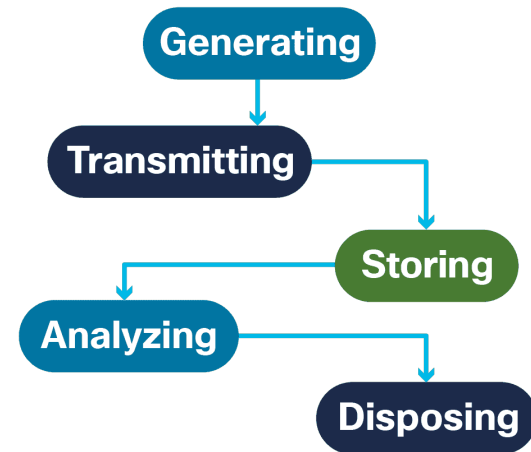 Generating
Transmitting
Storing
Analyzing
Disposing